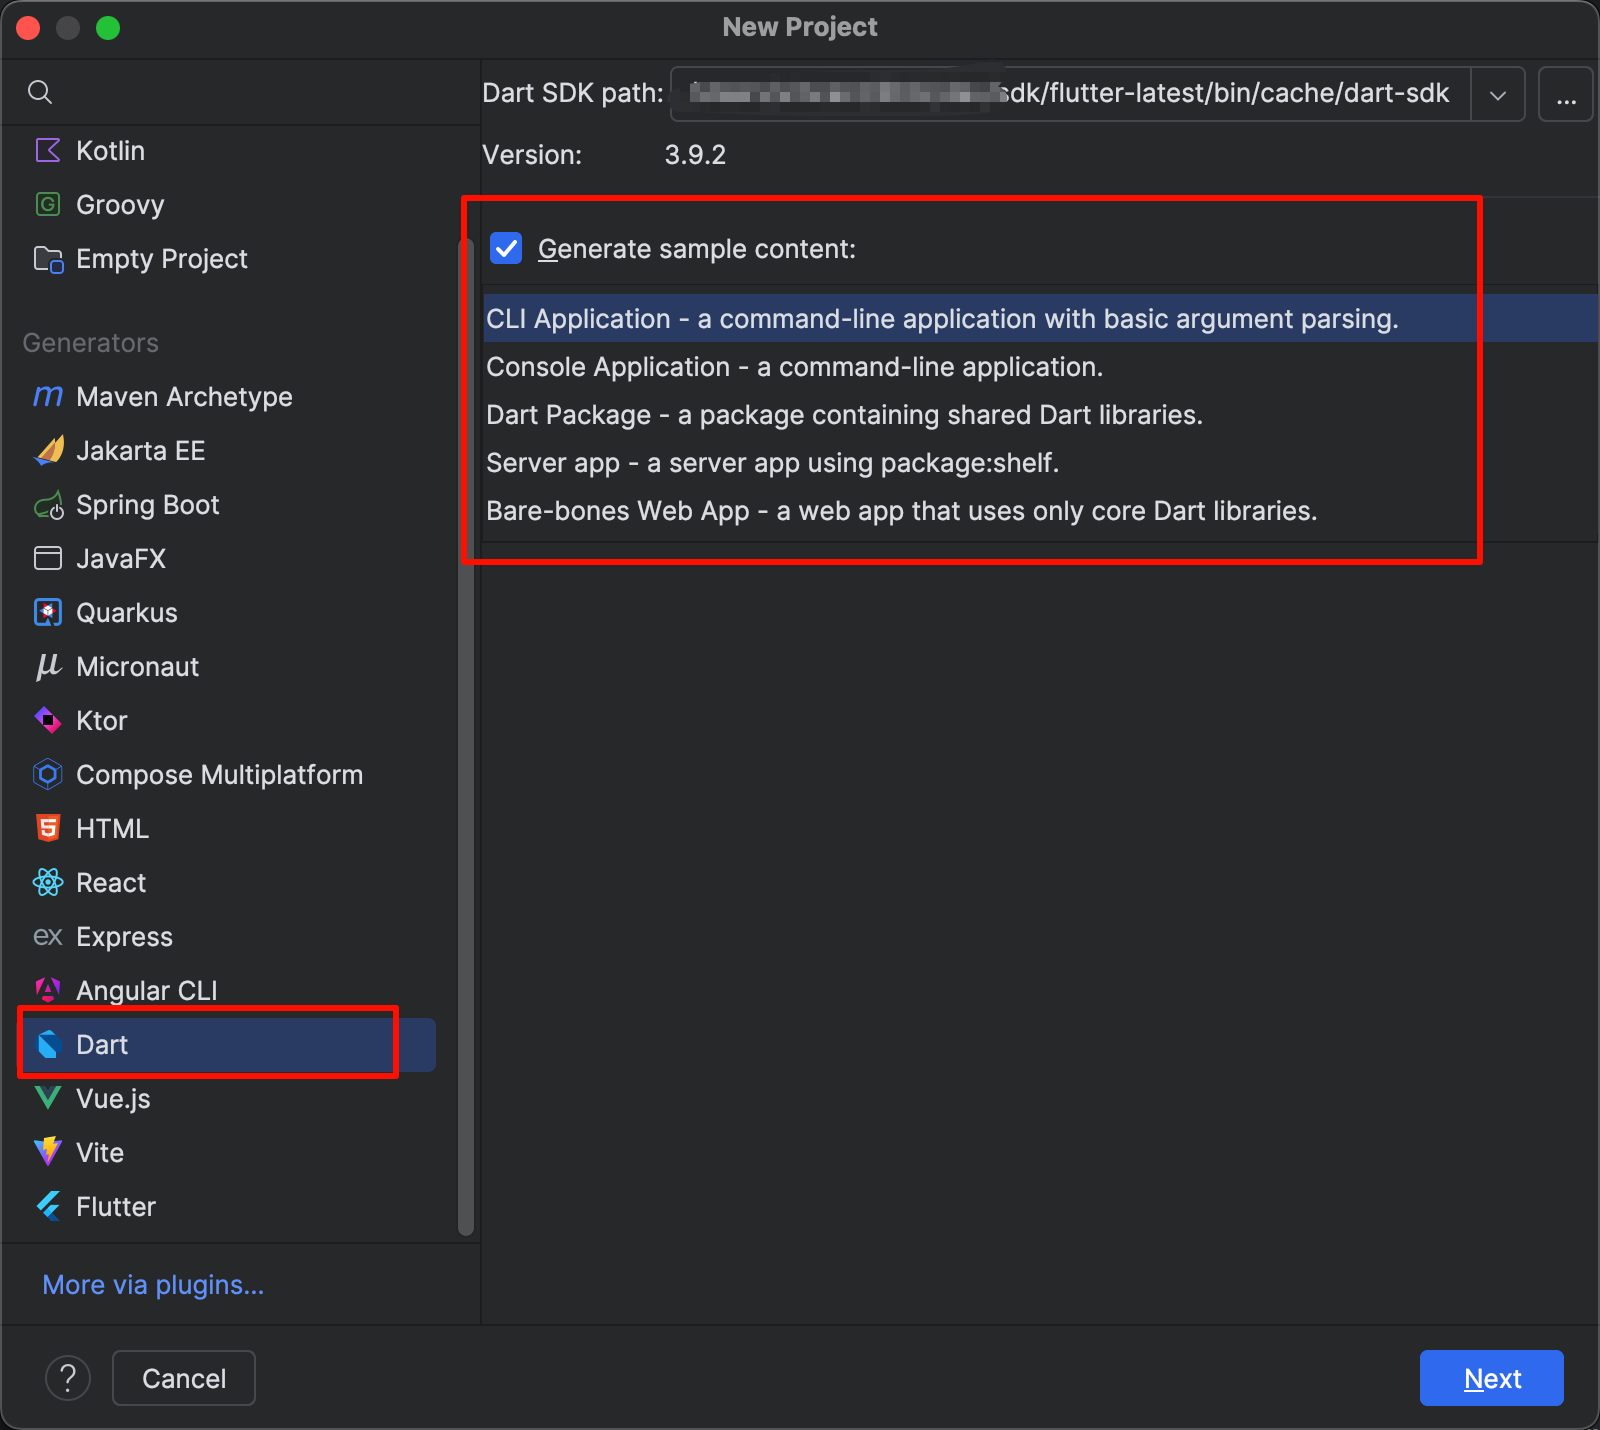 New Project
Kotlin
Groovy
Empty Project
Generators
Maven Archetype
Jakarta EE
Spring Boot
JavaFX
Quarkus
Micronaut
Ktor
Compose Multiplatform
HTML
React
Express
Angular CLI
Dart
Vue.js
Vite
Flutter
More via plugins...
Dart SDK path: sdk/flutter-latest/bin/cache/dart-sdk ...
Version: 3.9.2
Generate sample content:
CLI Application - a command-line application with basic argument parsing.
Console Application - a command-line application.
Dart Package - a package containing shared Dart libraries.
Server app - a server app using package:shelf.
Bare-bones Web App - a web app that uses only core Dart libraries.
? Cancel Next